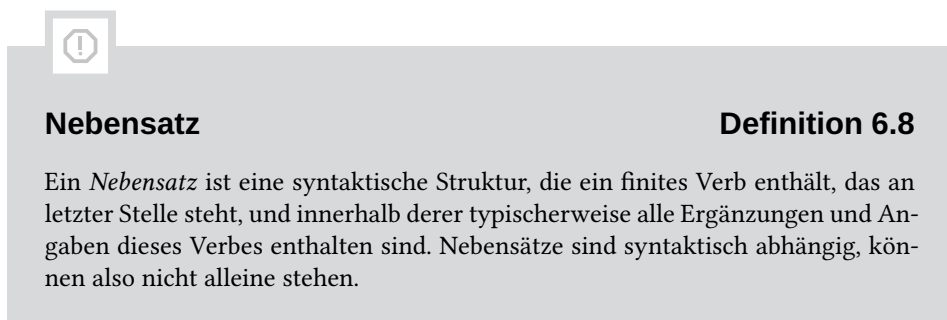 Nebensatz Definition 6.8
Ein Nebensatz ist eine syntaktische Struktur, die ein finites Verb enthält, das an
letzter Stelle steht, und innerhalb derer typischerweise alle Ergänzungen und An-
gaben dieses Verbes enthalten sind. Nebensätze sind syntaktisch abhängig, kön-
nen also nicht alleine stehen.